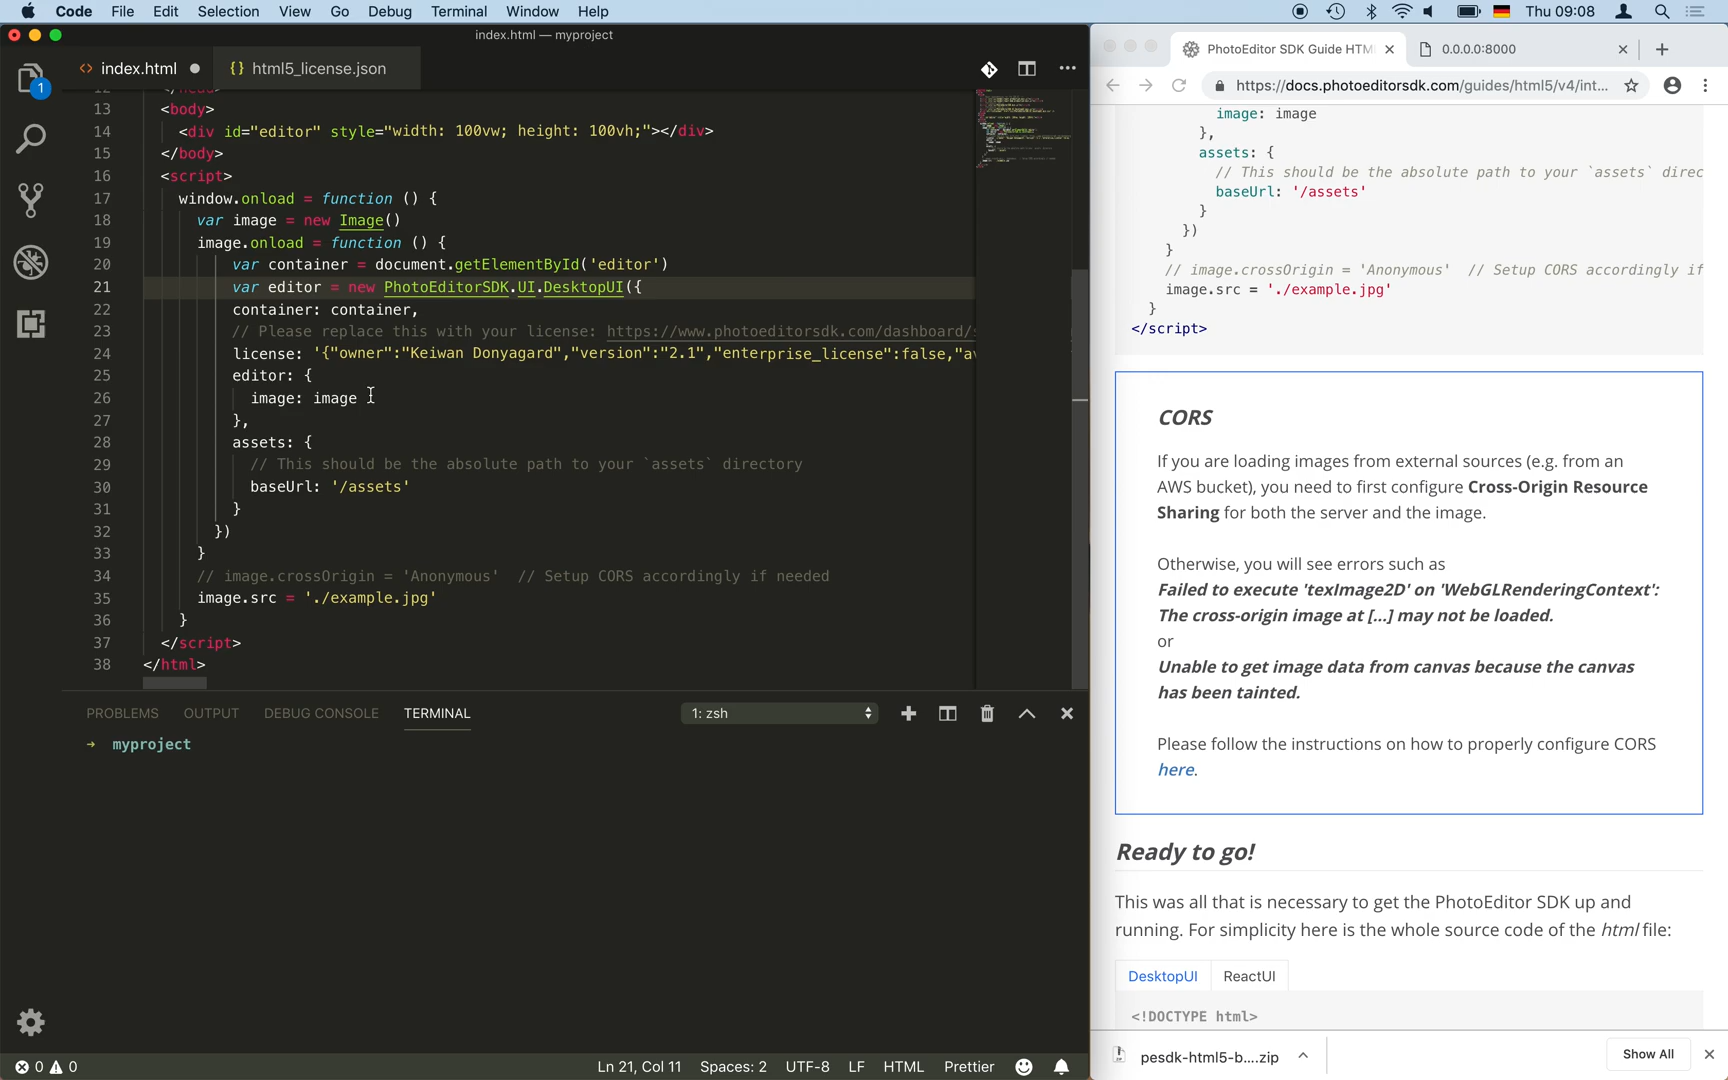 Code File Edit Selection View Go Debug Terminal Window Help Thu 09:08
index.html — myproject
index.html html5_license.json
1
13 <body>
14 <div id="editor" style="width: 100vw; height: 100vh;"></div>
15 </body>
16 <script>
17 window.onload = function () {
18 var image = new Image()
19 image.onload = function () {
20 var container = document.getElementById('editor')
21 var editor = new PhotoEditorSDK.UI.DesktopUI({
22 container: container,
23 // Please replace this with your license: https://www.photoeditorsdk.com/dashboard/s
24 license: '{"owner":"Keiwan Donyagard","version":"2.1","enterprise_license":false,"av
25 editor: {
26 image: image
27 },
28 assets: {
29 // This should be the absolute path to your `assets` directory
30 baseUrl: '/assets'
31 }
32 })
33 }
34 // image.crossOrigin = 'Anonymous'  // Setup CORS accordingly if needed
35 image.src = './example.jpg'
36 }
37 </script>
38 </html>
PROBLEMS OUTPUT DEBUG CONSOLE TERMINAL 1: zsh
→ myproject
0 0 Ln 21, Col 11 Spaces: 2 UTF-8 LF HTML Prettier
PhotoEditor SDK Guide HTM 0.0.0.0:8000
https://docs.photoeditorsdk.com/guides/html5/v4/int...
image: image
},
assets: {
// This should be the absolute path to your `assets` direc
baseUrl: '/assets'
}
})
}
// image.crossOrigin = 'Anonymous'  // Setup CORS accordingly if
image.src = './example.jpg'
}
</script>
CORS
If you are loading images from external sources (e.g. from an
AWS bucket), you need to first configure Cross-Origin Resource
Sharing for both the server and the image.
Otherwise, you will see errors such as
Failed to execute 'texImage2D' on 'WebGLRenderingContext':
The cross-origin image at [...] may not be loaded.
or
Unable to get image data from canvas because the canvas
has been tainted.
Please follow the instructions on how to properly configure CORS
here.
Ready to go!
This was all that is necessary to get the PhotoEditor SDK up and
running. For simplicity here is the whole source code of the html file:
DesktopUI ReactUI
<!DOCTYPE html>
pesdk-html5-b....zip Show All